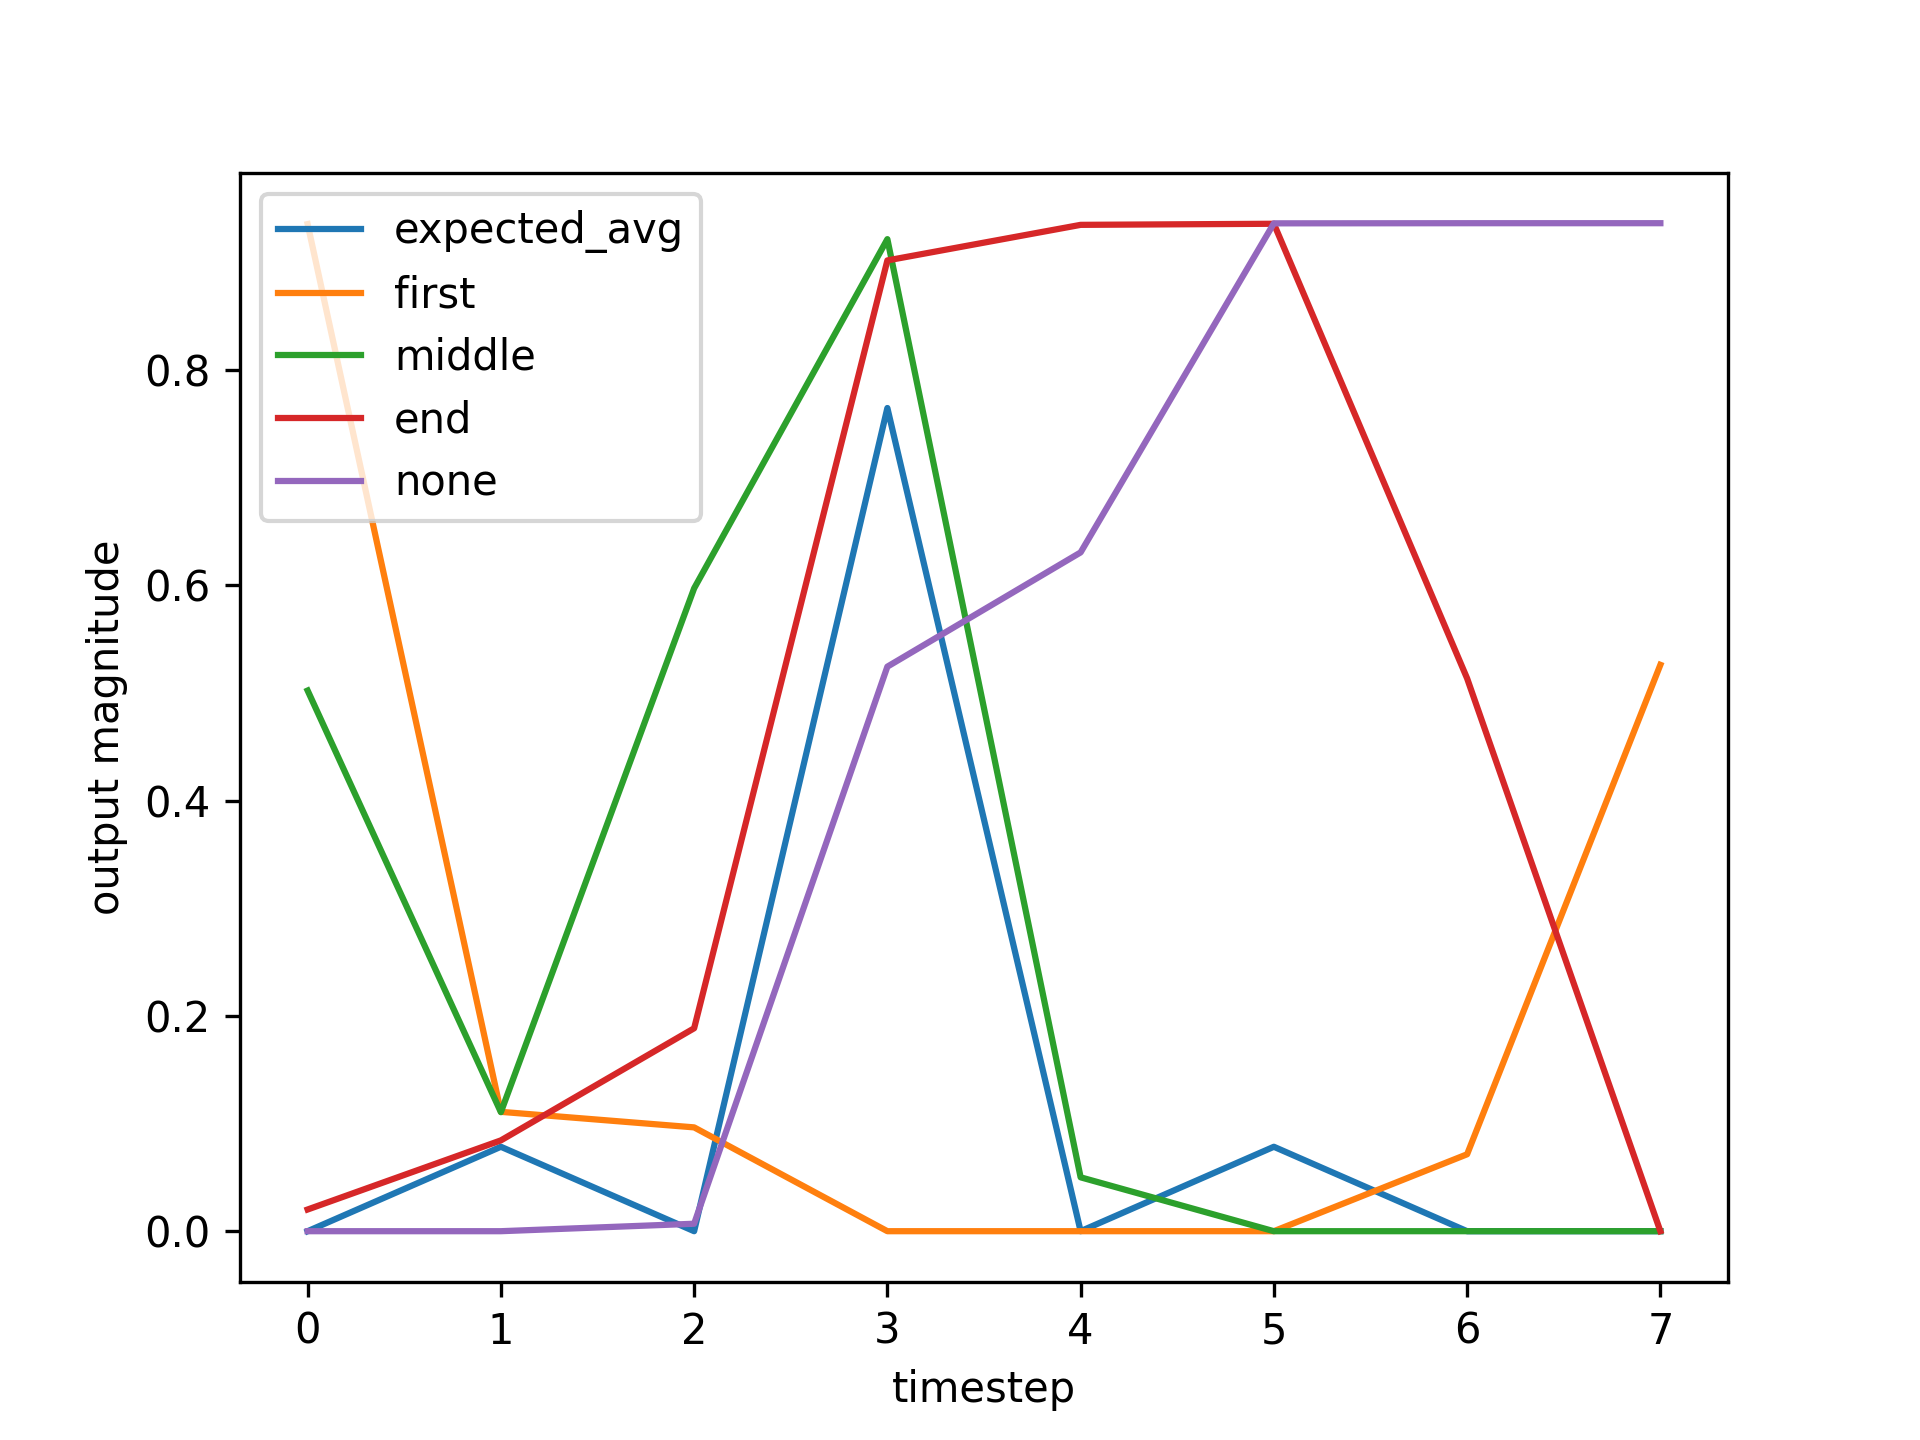 expected_avg
first
middle
end
none
0.8
0.6
0.4
0.2
0.0
output magnitude
0 1 2 3 4 5 6 7
timestep